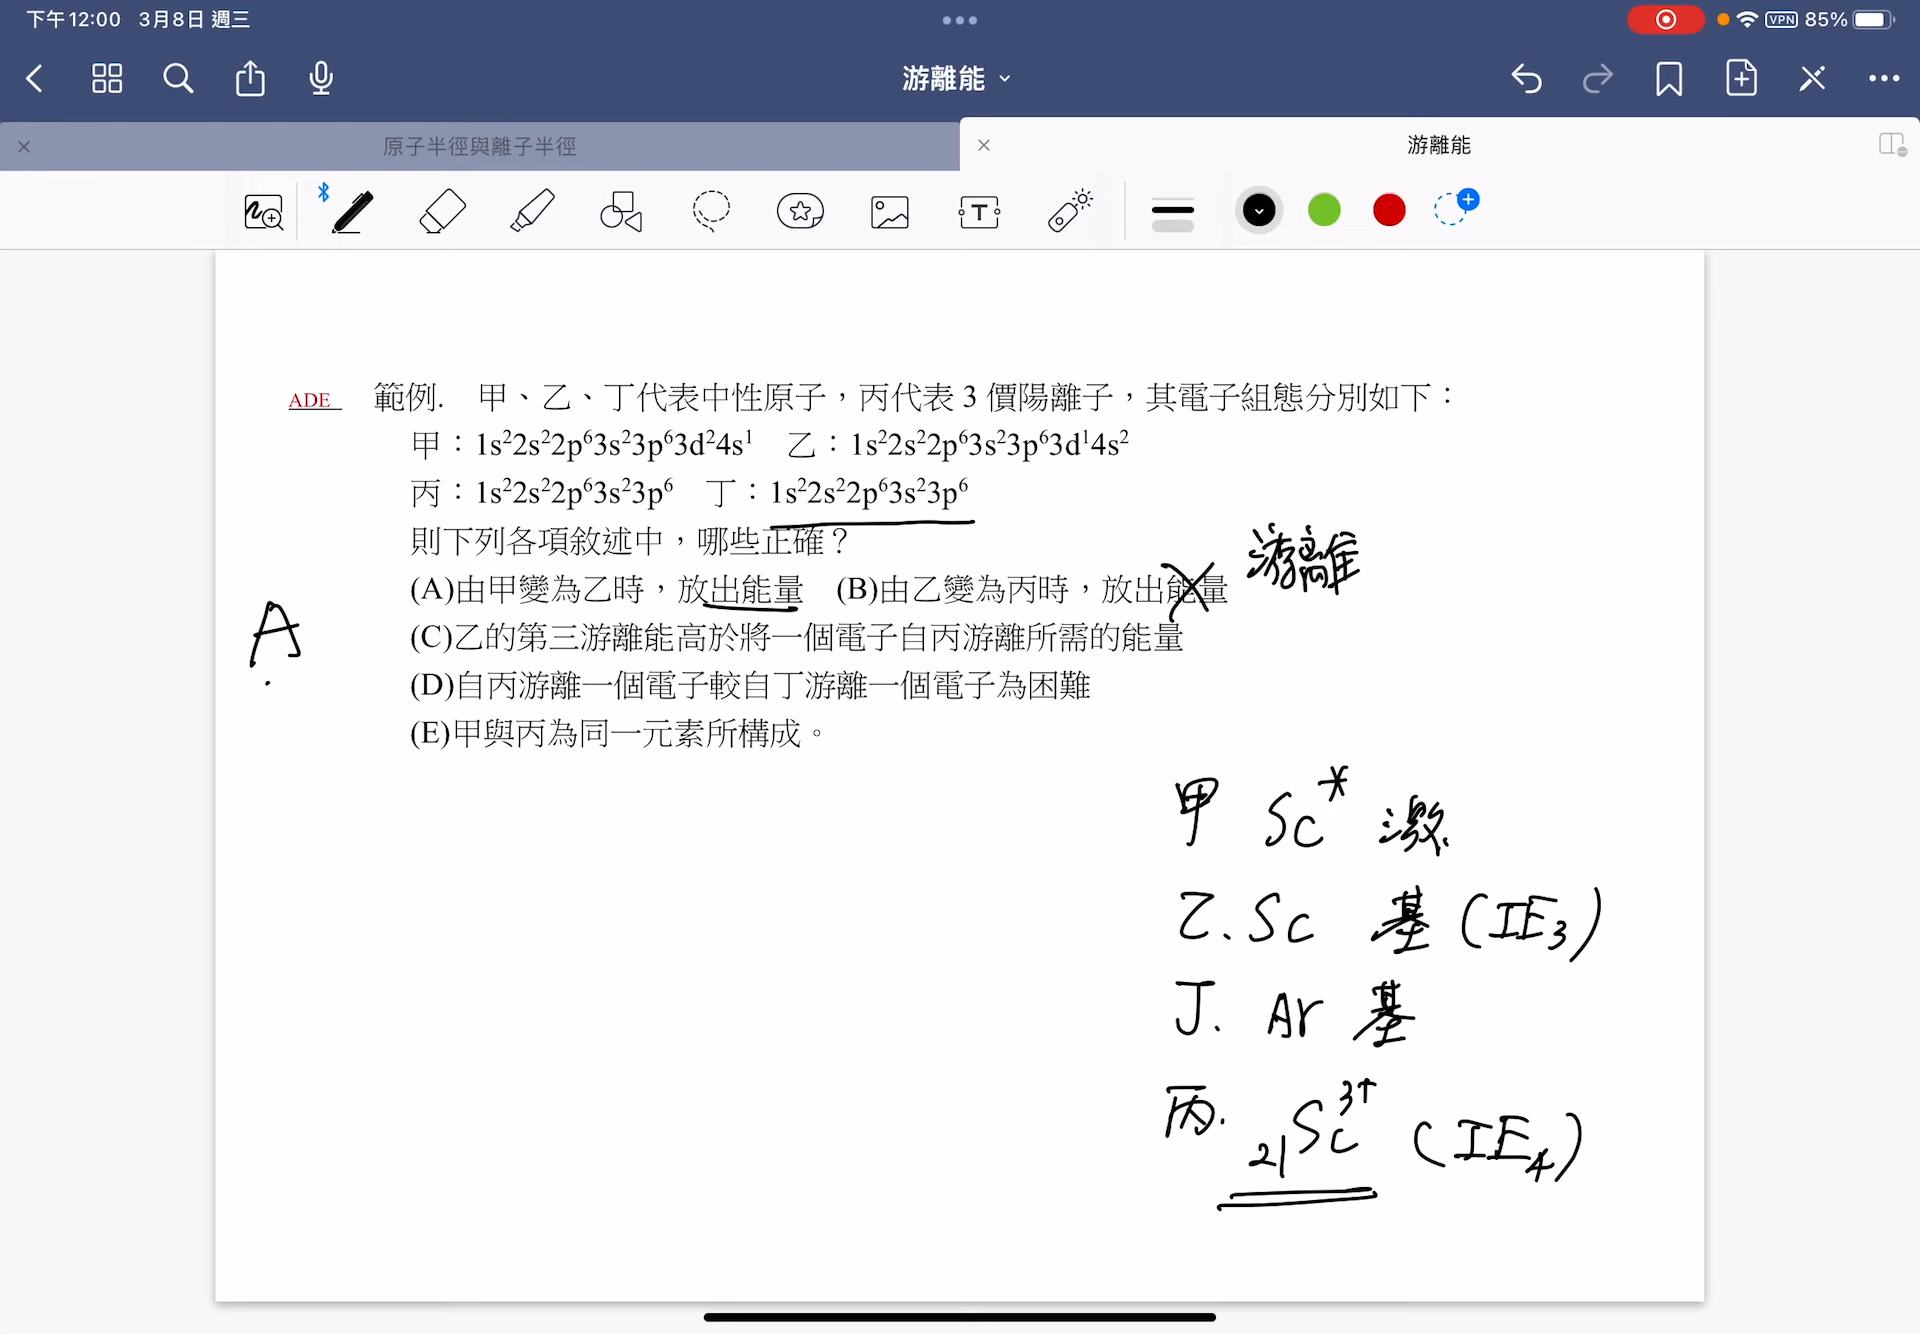 下午12:00 3月8日 週三
VPN 85%
游離能
原子半徑與離子半徑
游離能
ADE 範例. 甲、乙、丁代表中性原子，丙代表 3 價陽離子，其電子組態分別如下：
甲：1s²2s²2p⁶3s²3p⁶3d²4s¹ 乙：1s²2s²2p⁶3s²3p⁶3d¹4s²
丙：1s²2s²2p⁶3s²3p⁶ 丁：1s²2s²2p⁶3s²3p⁶
則下列各項敘述中，哪些正確？
游離
(A)由甲變為乙時，放出能量 (B)由乙變為丙時，放出能量
A
(C)乙的第三游離能高於將一個電子自丙游離所需的能量
(D)自丙游離一個電子較自丁游離一個電子為困難
(E)甲與丙為同一元素所構成。
甲 Sc* 激
乙. Sc 基 (IE₃)
丁. Ar 基
丙. ₂₁Sc³⁺ (IE₄)